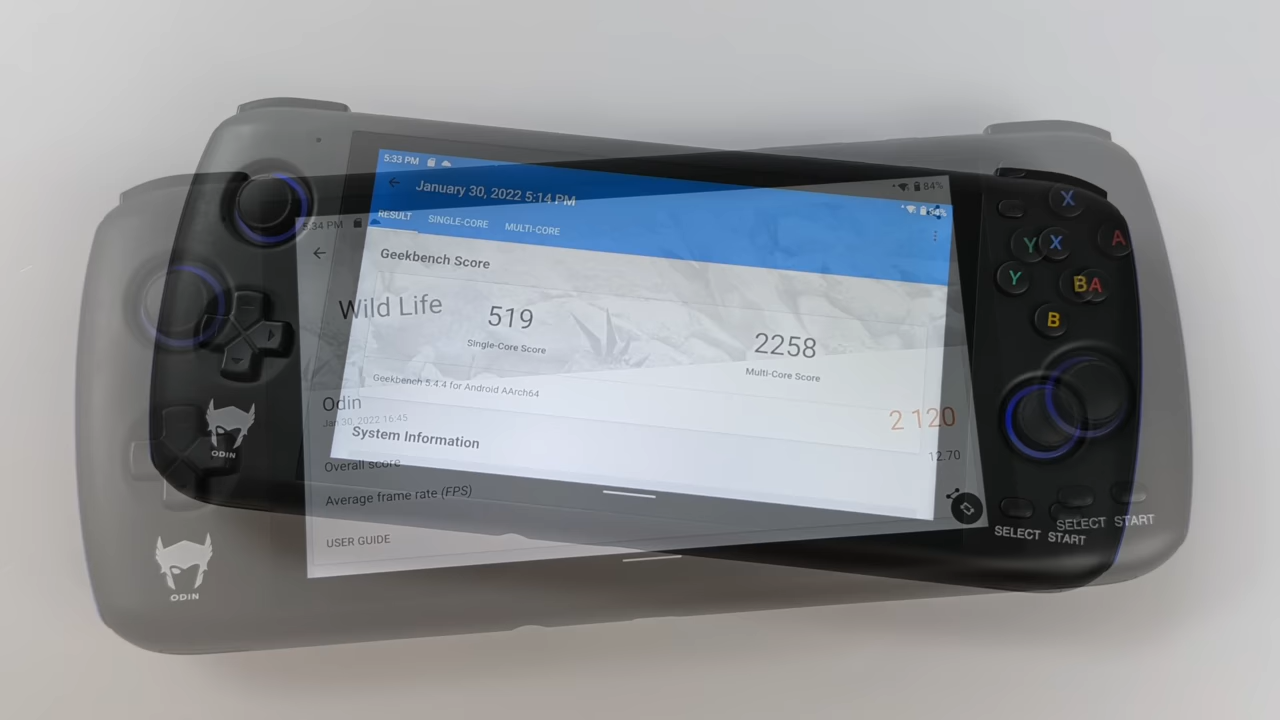 5:33 PM
84%
January 30, 2022 5:14 PM
84%
RESULT SINGLE-CORE MULTI-CORE
5:34 PM
Geekbench Score
Wild Life
519
2258
Single-Core Score
Multi-Core Score
Geekbench 5.4.4 for Android AArch64
Odin
Jan 30, 2022 16:45
2 120
System Information
Overall score
12.70
Average frame rate (FPS)
USER GUIDE
X
Y X A
Y B A
B
SELECT
START
SELECT START
ODIN
ODIN